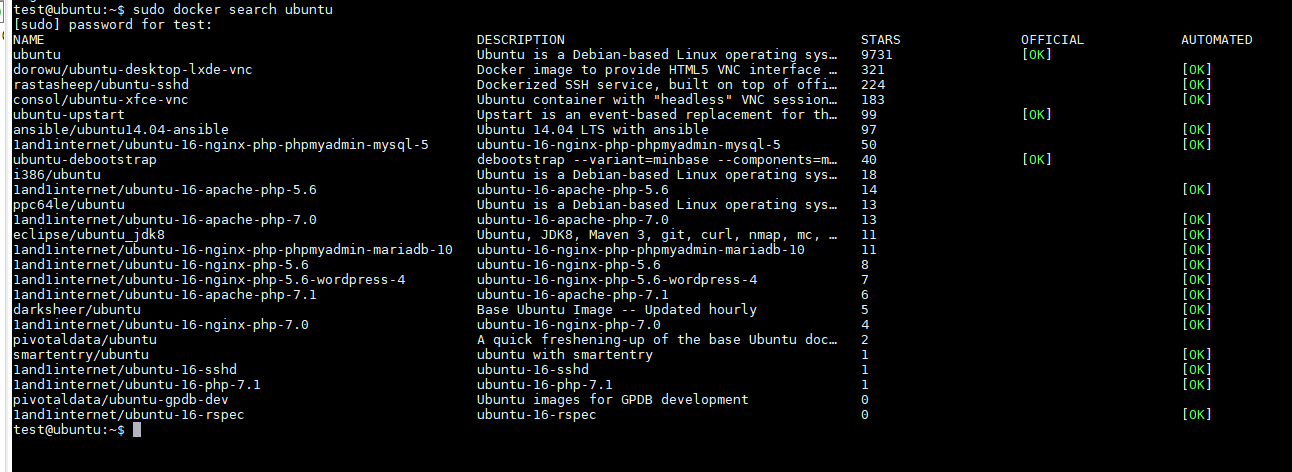 test@ubuntu:~$ sudo docker search ubuntu
[sudo] password for test:
NAME DESCRIPTION STARS OFFICIAL AUTOMATED
ubuntu Ubuntu is a Debian-based Linux operating sys… 9731 [OK]
dorowu/ubuntu-desktop-lxde-vnc Docker image to provide HTML5 VNC interface … 321 [OK]
rastasheep/ubuntu-sshd Dockerized SSH service, built on top of offi… 224 [OK]
consol/ubuntu-xfce-vnc Ubuntu container with "headless" VNC session… 183 [OK]
ubuntu-upstart Upstart is an event-based replacement for th… 99 [OK]
ansible/ubuntu14.04-ansible Ubuntu 14.04 LTS with ansible 97 [OK]
1and1internet/ubuntu-16-nginx-php-phpmyadmin-mysql-5 ubuntu-16-nginx-php-phpmyadmin-mysql-5 50 [OK]
ubuntu-debootstrap debootstrap --variant=minbase --components=m… 40 [OK]
i386/ubuntu Ubuntu is a Debian-based Linux operating sys… 18
1and1internet/ubuntu-16-apache-php-5.6 ubuntu-16-apache-php-5.6 14 [OK]
ppc64le/ubuntu Ubuntu is a Debian-based Linux operating sys… 13
1and1internet/ubuntu-16-apache-php-7.0 ubuntu-16-apache-php-7.0 13 [OK]
eclipse/ubuntu_jdk8 Ubuntu, JDK8, Maven 3, git, curl, nmap, mc, … 11 [OK]
1and1internet/ubuntu-16-nginx-php-phpmyadmin-mariadb-10 ubuntu-16-nginx-php-phpmyadmin-mariadb-10 11 [OK]
1and1internet/ubuntu-16-nginx-php-5.6 ubuntu-16-nginx-php-5.6 8 [OK]
1and1internet/ubuntu-16-nginx-php-5.6-wordpress-4 ubuntu-16-nginx-php-5.6-wordpress-4 7 [OK]
1and1internet/ubuntu-16-apache-php-7.1 ubuntu-16-apache-php-7.1 6 [OK]
darksheer/ubuntu Base Ubuntu Image -- Updated hourly 5 [OK]
1and1internet/ubuntu-16-nginx-php-7.0 ubuntu-16-nginx-php-7.0 4 [OK]
pivotaldata/ubuntu A quick freshening-up of the base Ubuntu doc… 2
smartentry/ubuntu ubuntu with smartentry 1 [OK]
1and1internet/ubuntu-16-sshd ubuntu-16-sshd 1 [OK]
1and1internet/ubuntu-16-php-7.1 ubuntu-16-php-7.1 1 [OK]
pivotaldata/ubuntu-gpdb-dev Ubuntu images for GPDB development 0
1and1internet/ubuntu-16-rspec ubuntu-16-rspec 0 [OK]
test@ubuntu:~$